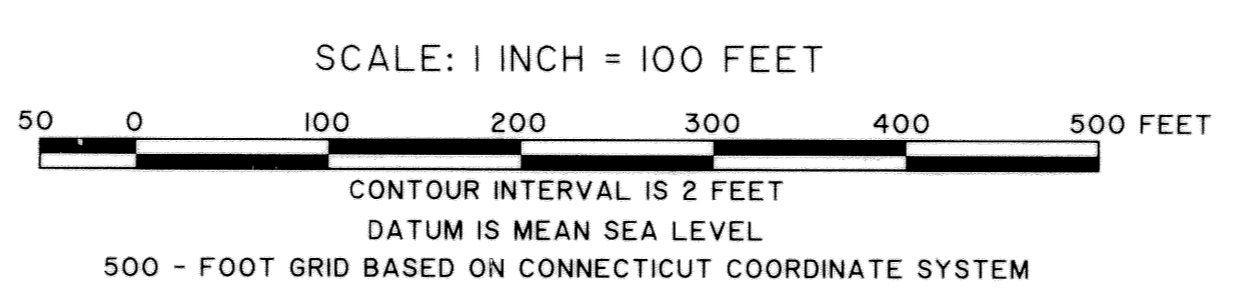 SCALE: 1 INCH = 100 FEET
50 0 100 200 300 400 500 FEET
CONTOUR INTERVAL IS 2 FEET
DATUM IS MEAN SEA LEVEL
500 - FOOT GRID BASED ON CONNECTICUT COORDINATE SYSTEM